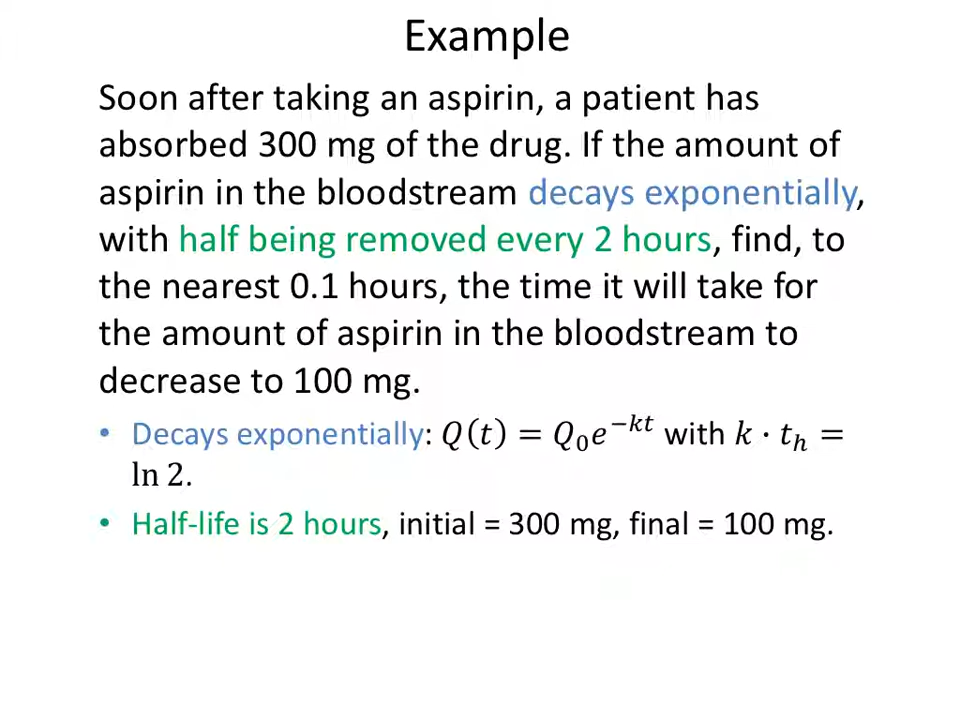 Example
Soon after taking an aspirin, a patient has
absorbed 300 mg of the drug. If the amount of
aspirin in the bloodstream decays exponentially,
with half being removed every 2 hours, find, to
the nearest 0.1 hours, the time it will take for
the amount of aspirin in the bloodstream to
decrease to 100 mg.
• Decays exponentially: 𝑄(𝑡) = 𝑄₀𝑒^{−𝑘𝑡} with 𝑘 · 𝑡ₕ =
ln 2.
• Half-life is 2 hours, initial = 300 mg, final = 100 mg.